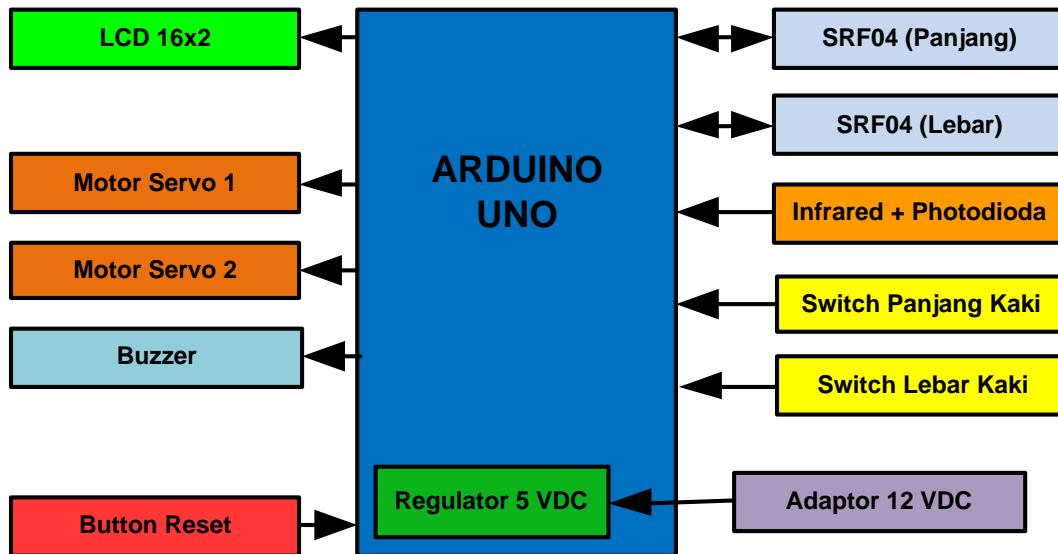 LCD 16x2
Motor Servo 1
Motor Servo 2
Buzzer
Button Reset
ARDUINO
UNO
Regulator 5 VDC
SRF04 (Panjang)
SRF04 (Lebar)
Infrared + Photodioda
Switch Panjang Kaki
Switch Lebar Kaki
Adaptor 12 VDC